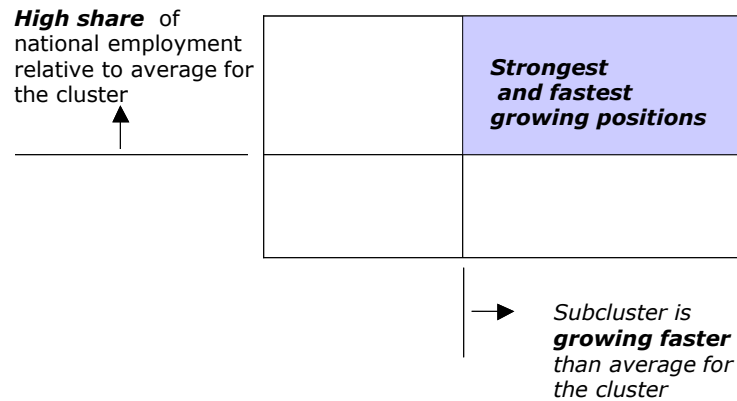 High share of
national employment
relative to average for
the cluster
Strongest
and fastest
growing positions
Subcluster is
growing faster
than average for
the cluster